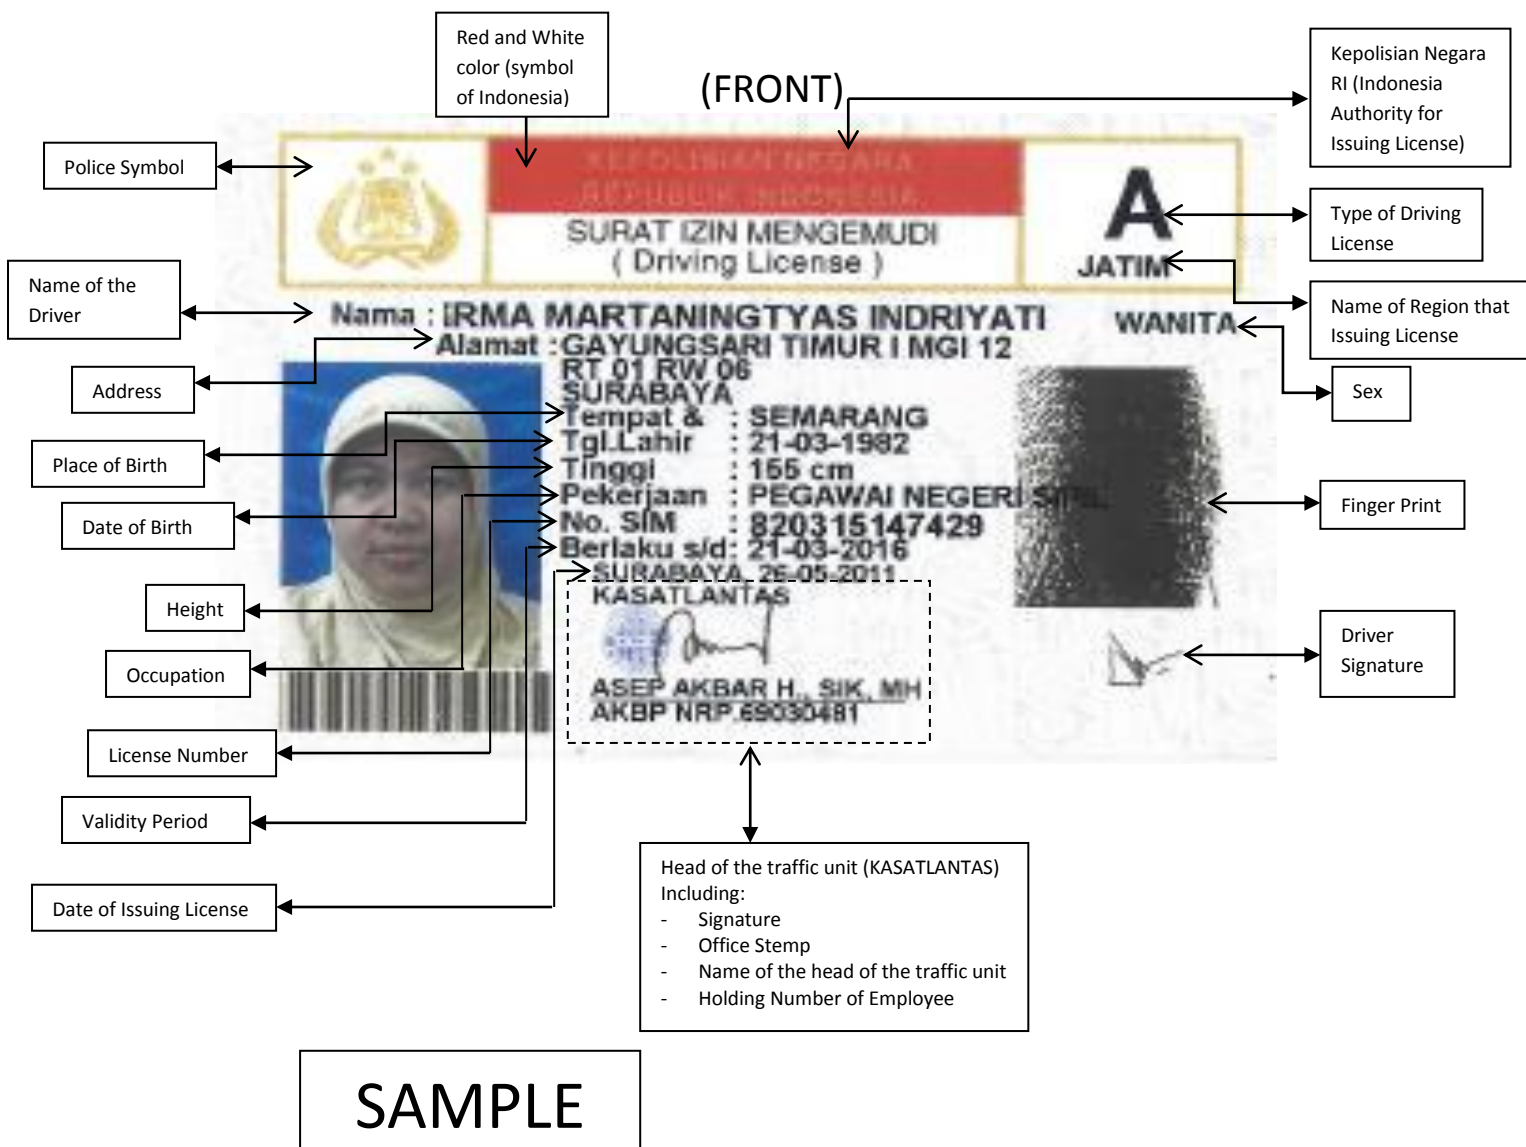 (FRONT)
Red and White
color (symbol
of Indonesia)
Kepolisian Negara
RI (Indonesia
Authority for
Issuing License)
Police Symbol
KEPOLISIAN NEGARA
REPUBLIK INDONESIA
SURAT IZIN MENGEMUDI
( Driving License )
A
JATIM
Type of Driving
License
Name of the
Driver
Name of Region that
Issuing License
Nama : IRMA MARTANINGTYAS INDRIYATI
WANITA
Alamat : GAYUNGSARI TIMUR I MGI 12
RT 01 RW 06
SURABAYA
Tempat & : SEMARANG
Tgl.Lahir : 21-03-1982
Tinggi : 155 cm
Pekerjaan : PEGAWAI NEGERI SIPIL
No. SIM : 820315147429
Berlaku s/d : 21-03-2016
SURABAYA, 26-05-2011
KASATLANTAS
ASEP AKBAR H., SIK, MH
AKBP NRP.69030481
Address
Sex
Place of Birth
Date of Birth
Finger Print
Height
Driver
Signature
Occupation
License Number
Validity Period
Date of Issuing License
Head of the traffic unit (KASATLANTAS)
Including:
- Signature
- Office Stemp
- Name of the head of the traffic unit
- Holding Number of Employee
SAMPLE